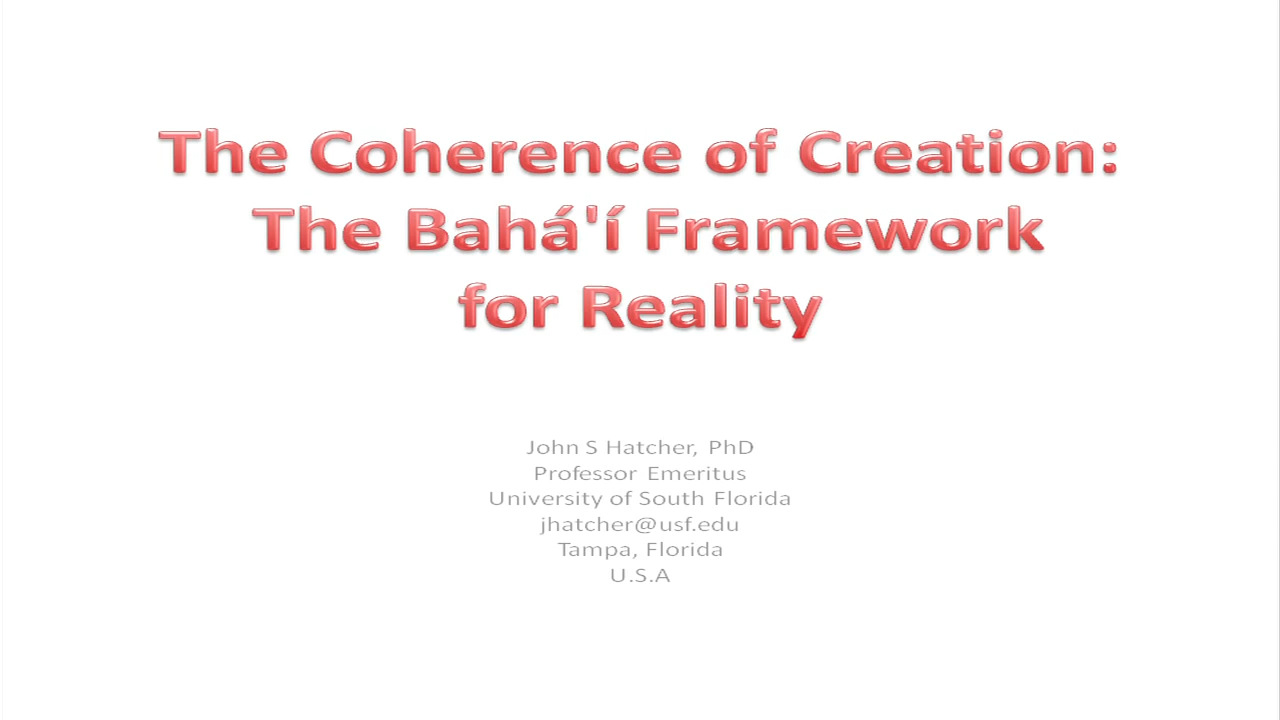 The Coherence of Creation:
The Bahá'í Framework
for Reality
John S Hatcher, PhD
Professor Emeritus
University of South Florida
jhatcher@usf.edu
Tampa, Florida
U.S.A